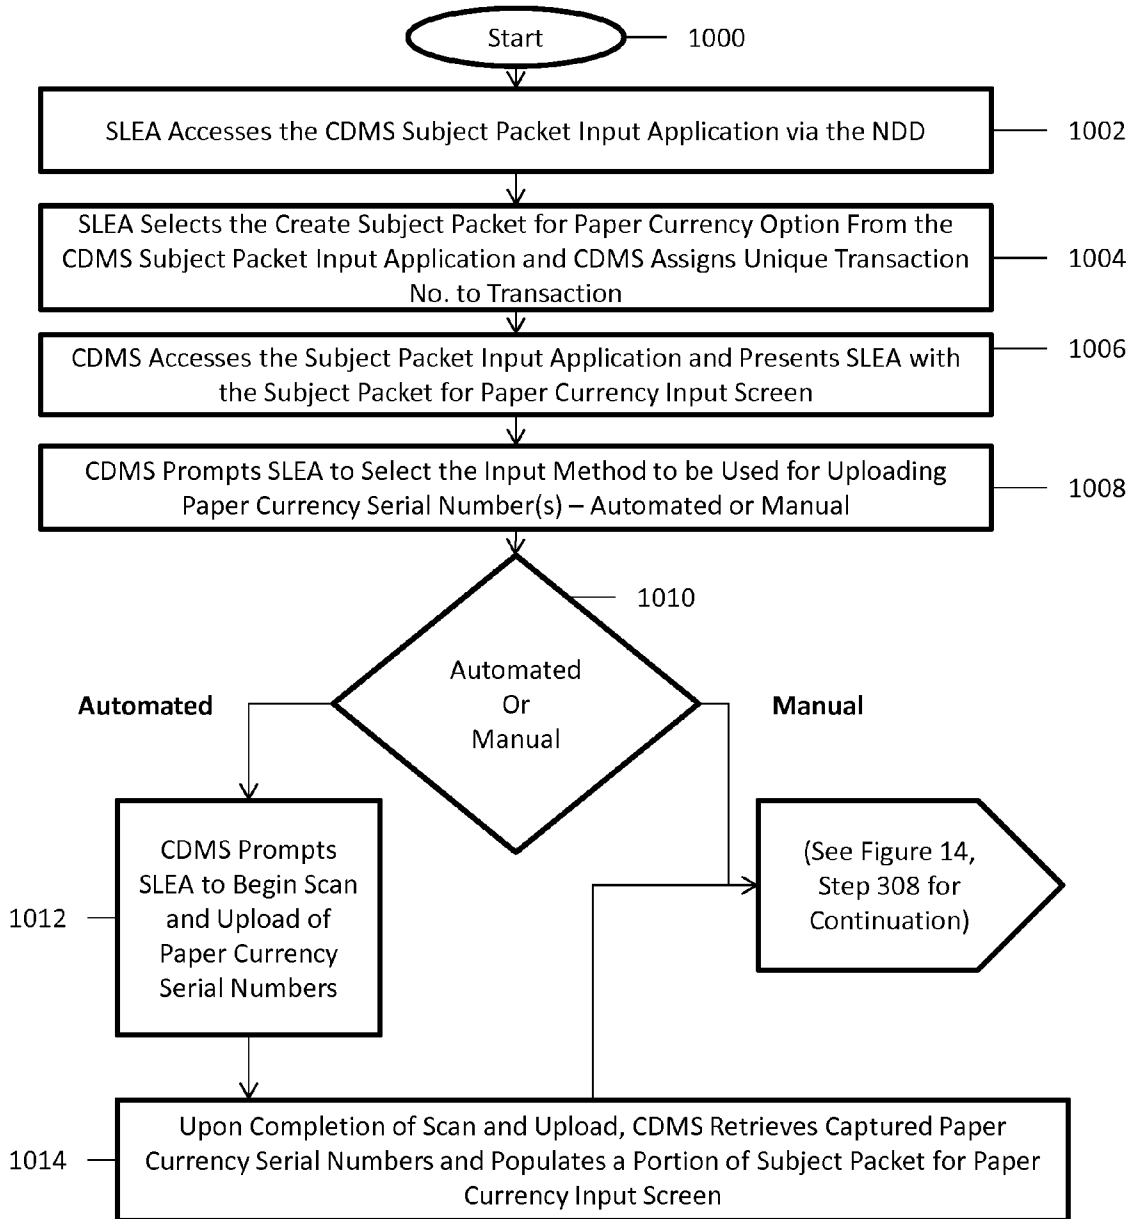 Start
1000
SLEA Accesses the CDMS Subject Packet Input Application via the NDD
1002
SLEA Selects the Create Subject Packet for Paper Currency Option From the
CDMS Subject Packet Input Application and CDMS Assigns Unique Transaction
No. to Transaction
1004
CDMS Accesses the Subject Packet Input Application and Presents SLEA with
the Subject Packet for Paper Currency Input Screen
1006
CDMS Prompts SLEA to Select the Input Method to be Used for Uploading
Paper Currency Serial Number(s) – Automated or Manual
1008
1010
Automated
Or
Manual
Automated
Manual
CDMS Prompts
SLEA to Begin Scan
and Upload of
Paper Currency
Serial Numbers
1012
(See Figure 14,
Step 308 for
Continuation)
Upon Completion of Scan and Upload, CDMS Retrieves Captured Paper
Currency Serial Numbers and Populates a Portion of Subject Packet for Paper
Currency Input Screen
1014